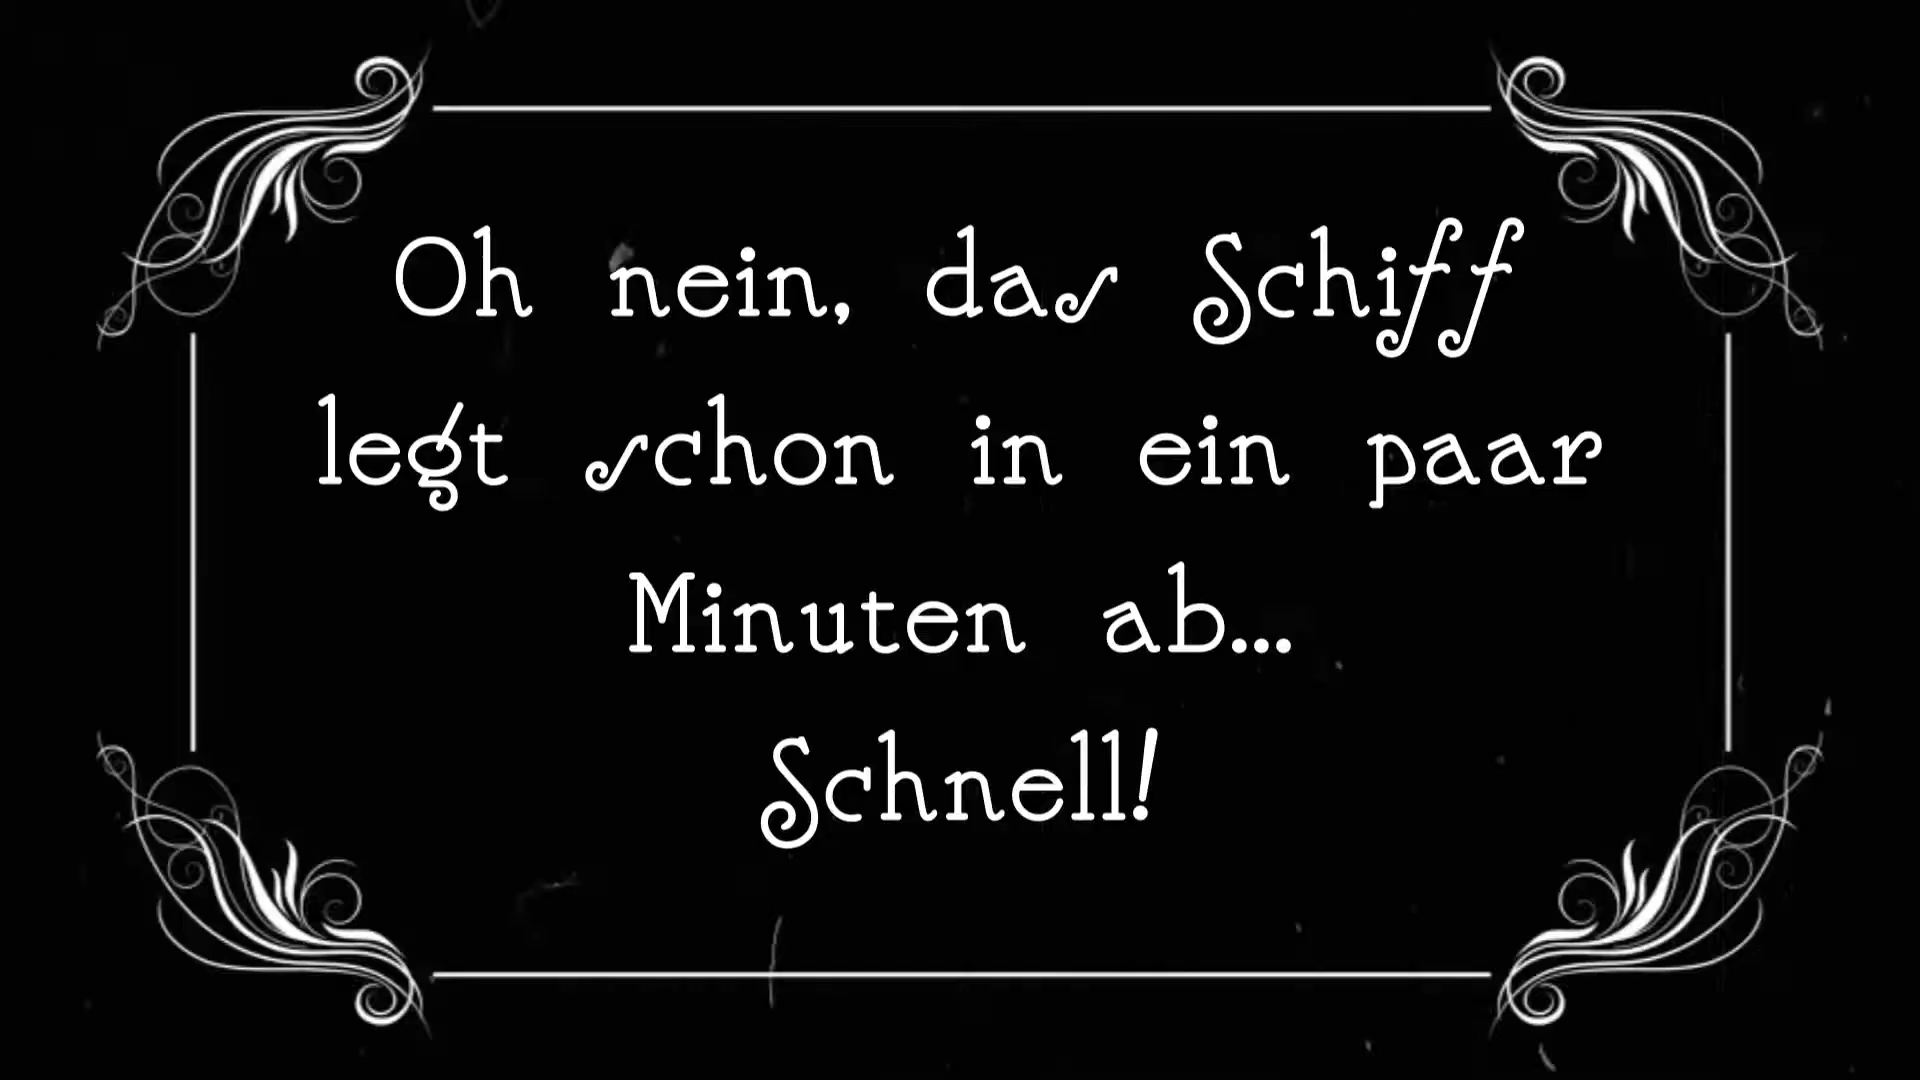 Oh nein, das Schiff
legt schon in ein paar
Minuten ab...
Schnell!